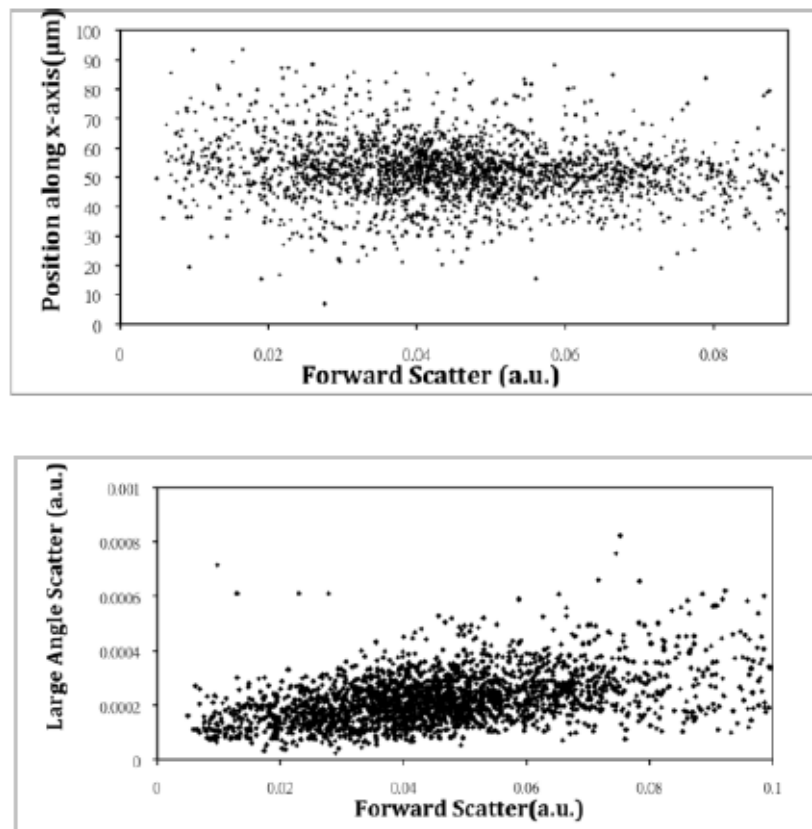 Position along x-axis(µm)
100
90
80
70
60
50
40
30
20
10
0
0 0.02 0.04 0.06 0.08
Forward Scatter (a.u.)
Large Angle Scatter (a.u.)
0.001
0.0008
0.0006
0.0004
0.0002
0
0 0.02 0.04 0.06 0.08 0.1
Forward Scatter(a.u.)